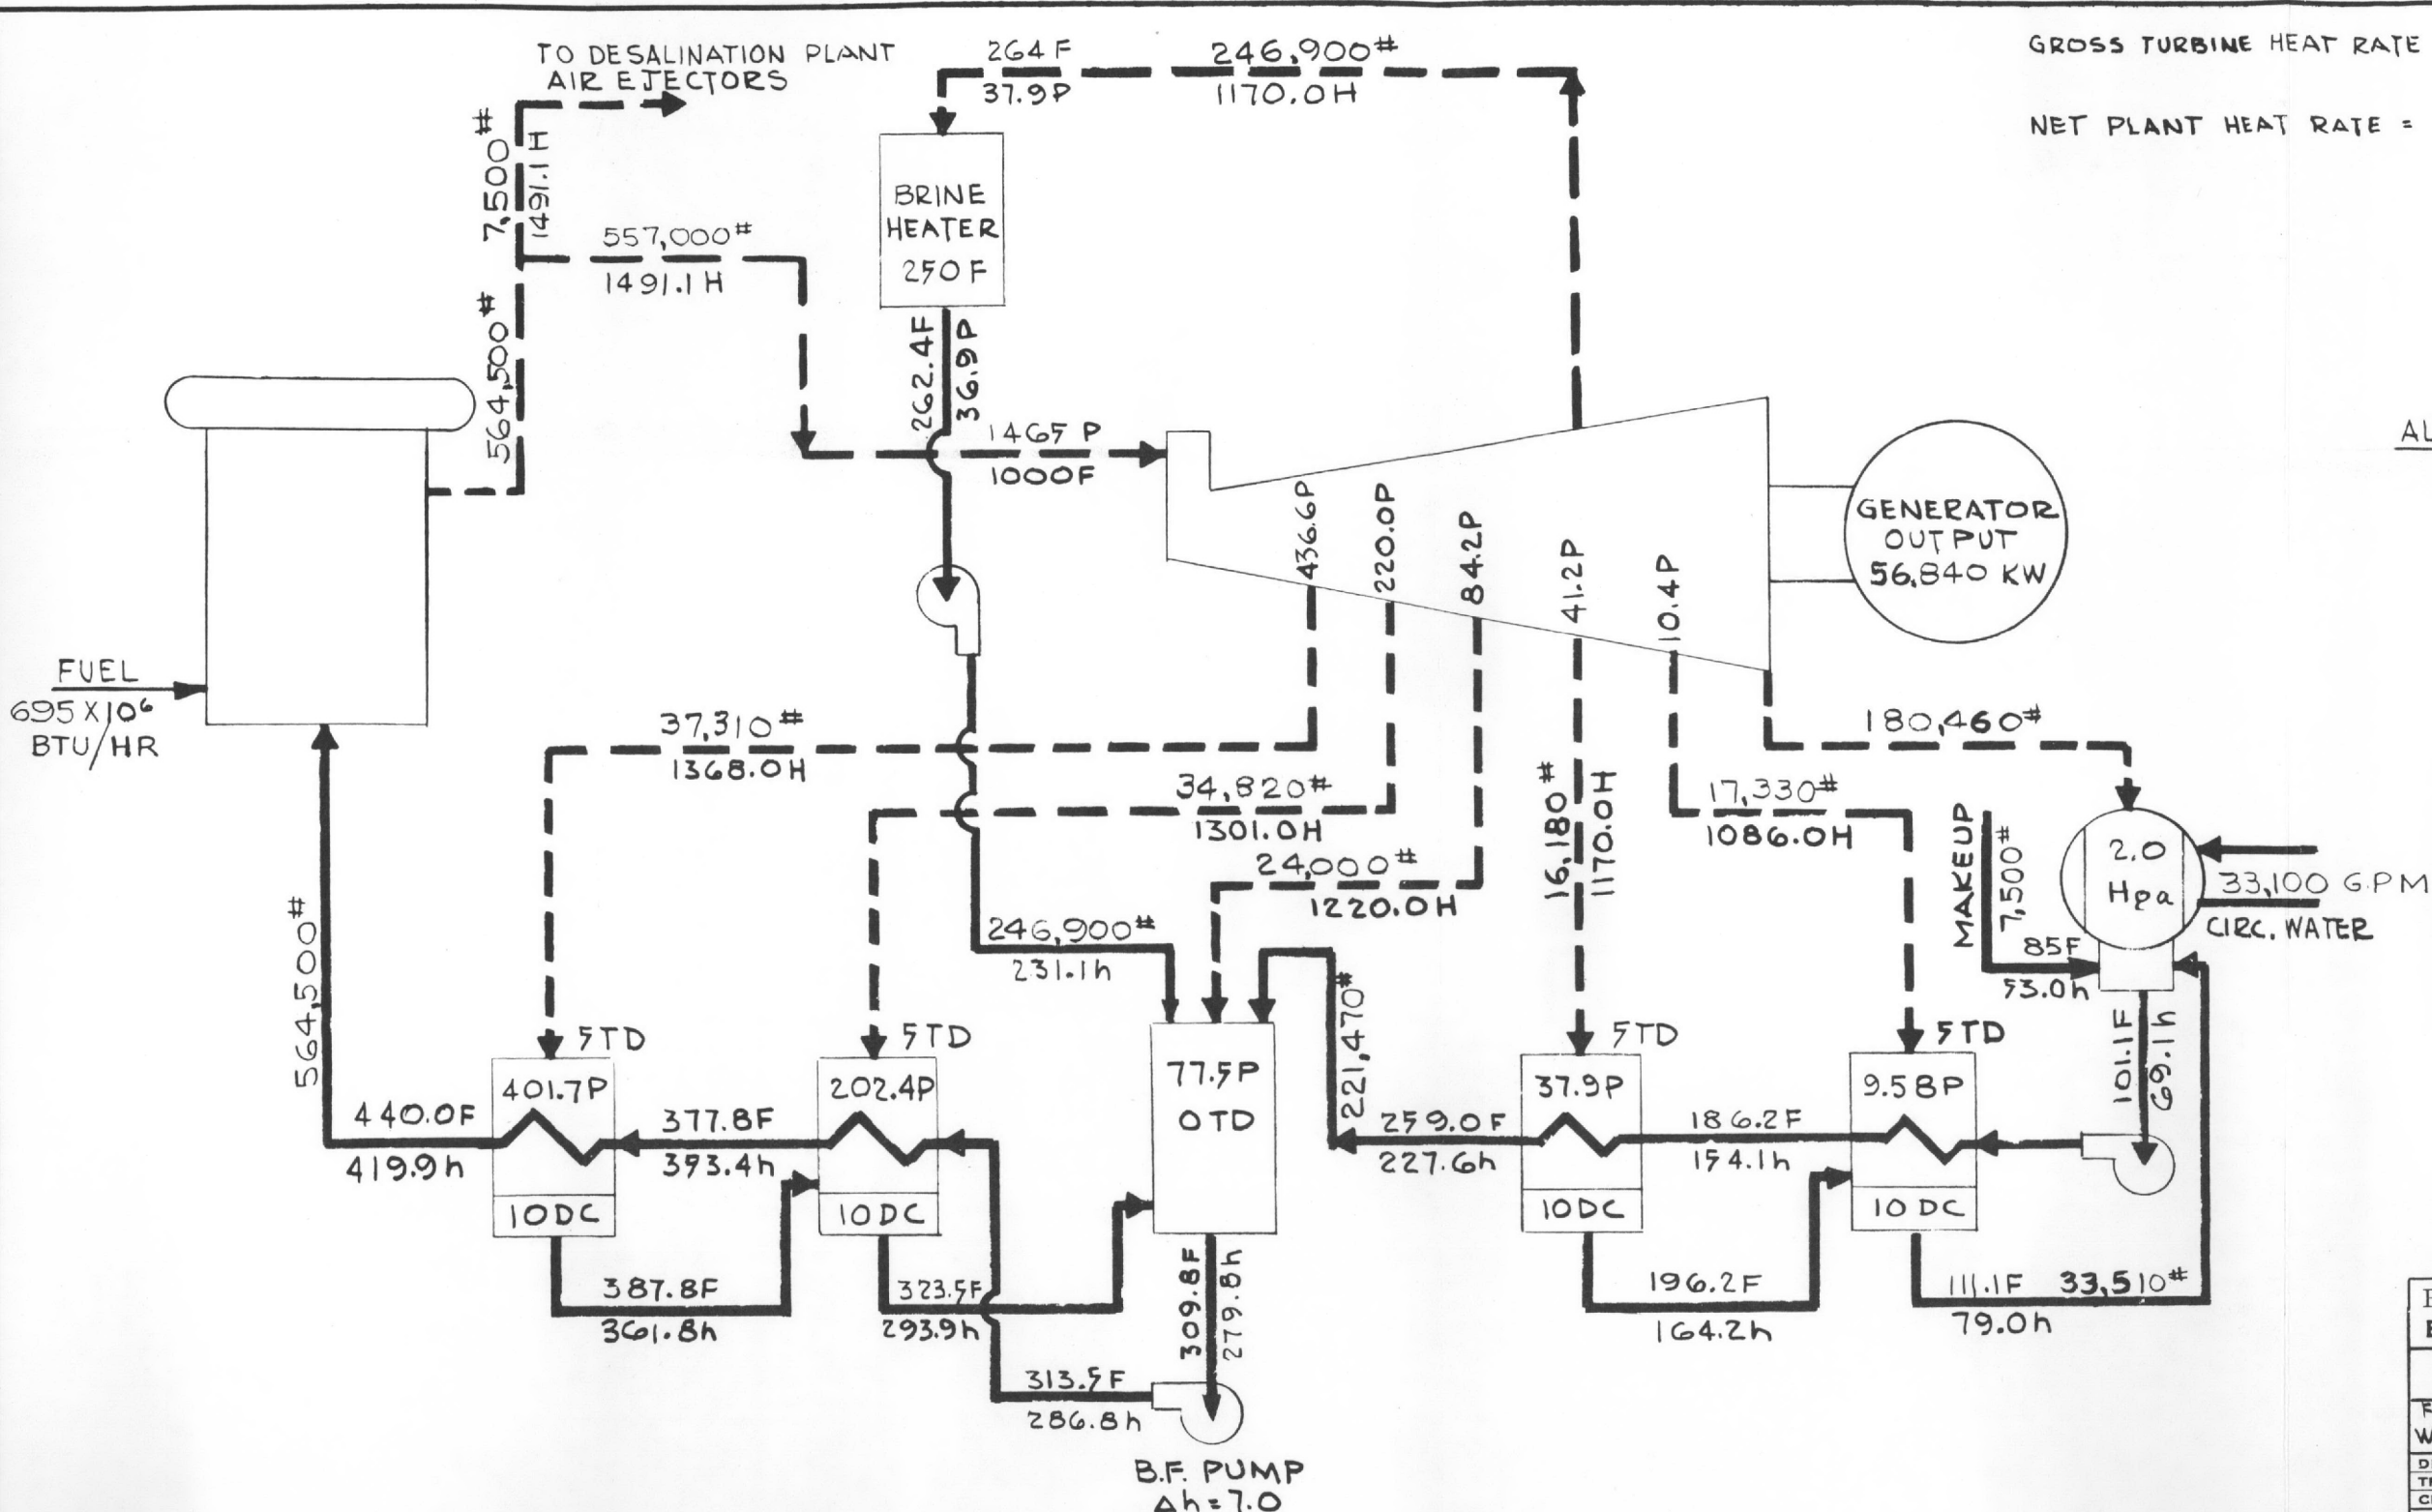 TO DESALINATION PLANT
AIR EJECTORS
264 F
37.9P
246,900#
1170.0H
GROSS TURBINE HEAT RATE
NET PLANT HEAT RATE =
7,500#
1491.1 H
557,000#
1491.1 H
564,500#
BRINE
HEATER
250 F
262.4F
36.9P
1465 P
1000F
436.6P
220.0P
84.2P
41.2P
10.4P
GENERATOR
OUTPUT
56,840 KW
AL
FUEL
695 X 10⁶
BTU/HR
37,310#
1368.0H
34,820#
1301.0H
24,000#
1220.0H
16,180#
1170.0H
17,330#
1086.0H
180,460#
MAKEUP
7,500#
85F
53.0h
2.0
Hga
33,100 G.P.M
CIRC. WATER
101.1F
69.1h
564,500#
246,900#
231.1h
221,470#
5TD
401.7P
10DC
5TD
202.4P
10DC
77.5P
0 TD
5TD
37.9P
10DC
5TD
9.58P
10 DC
440.0F
419.9h
377.8F
393.4h
259.0F
227.6h
186.2F
154.1h
387.8F
361.8h
323.5F
293.9h
309.8F
279.8h
196.2F
164.2h
111.1F 33,510#
79.0h
313.5F
286.8h
B.F. PUMP
Δh = 7.0